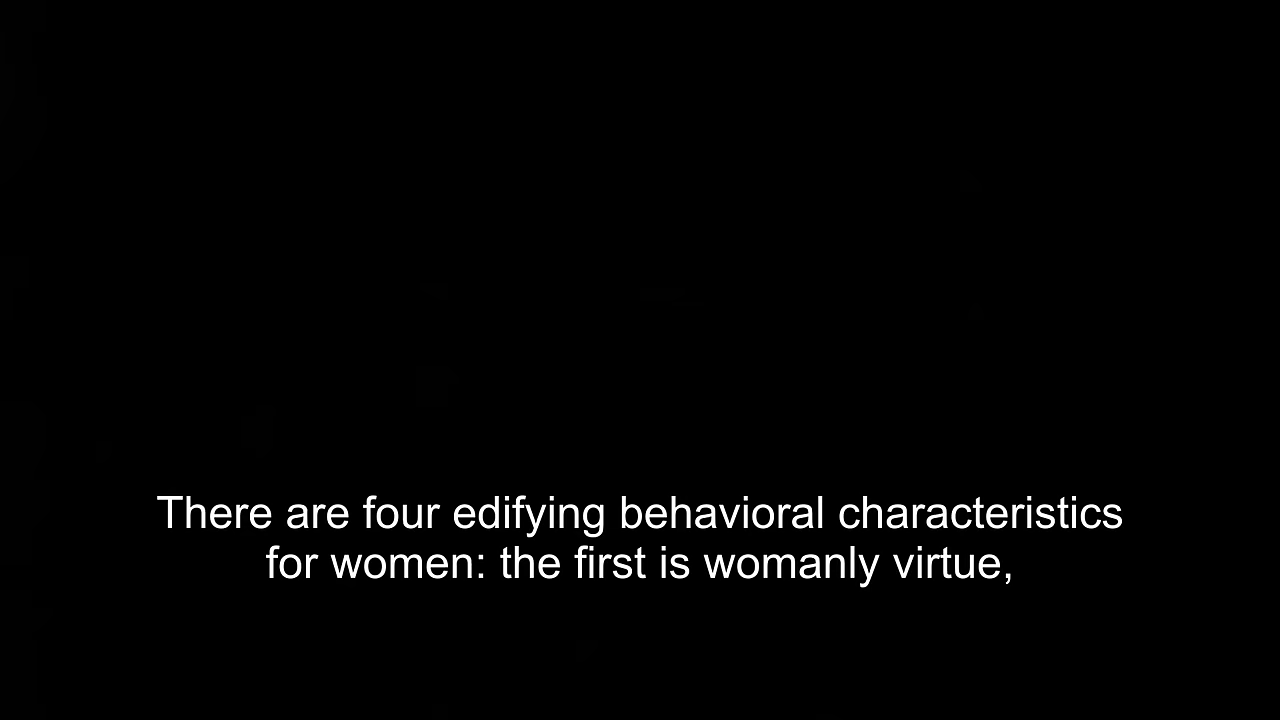 There are four edifying behavioral characteristics
for women: the first is womanly virtue,